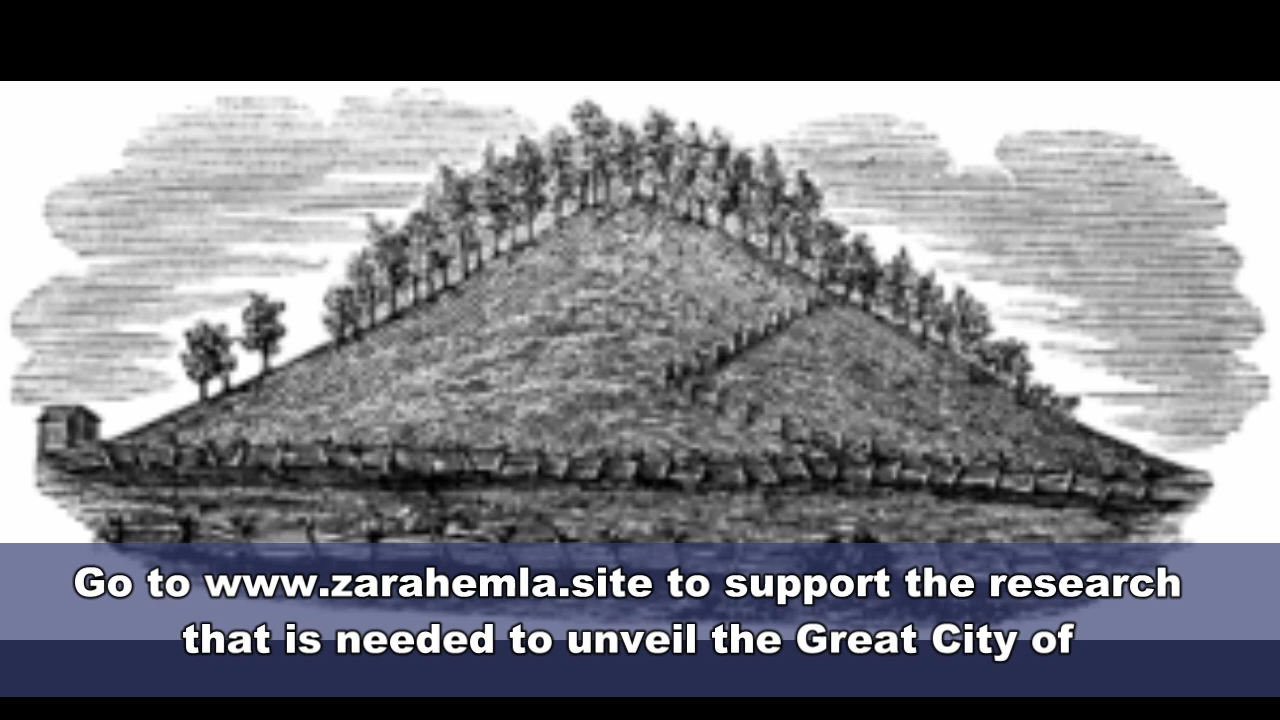 Go to www.zarahemla.site to support the research
that is needed to unveil the Great City of